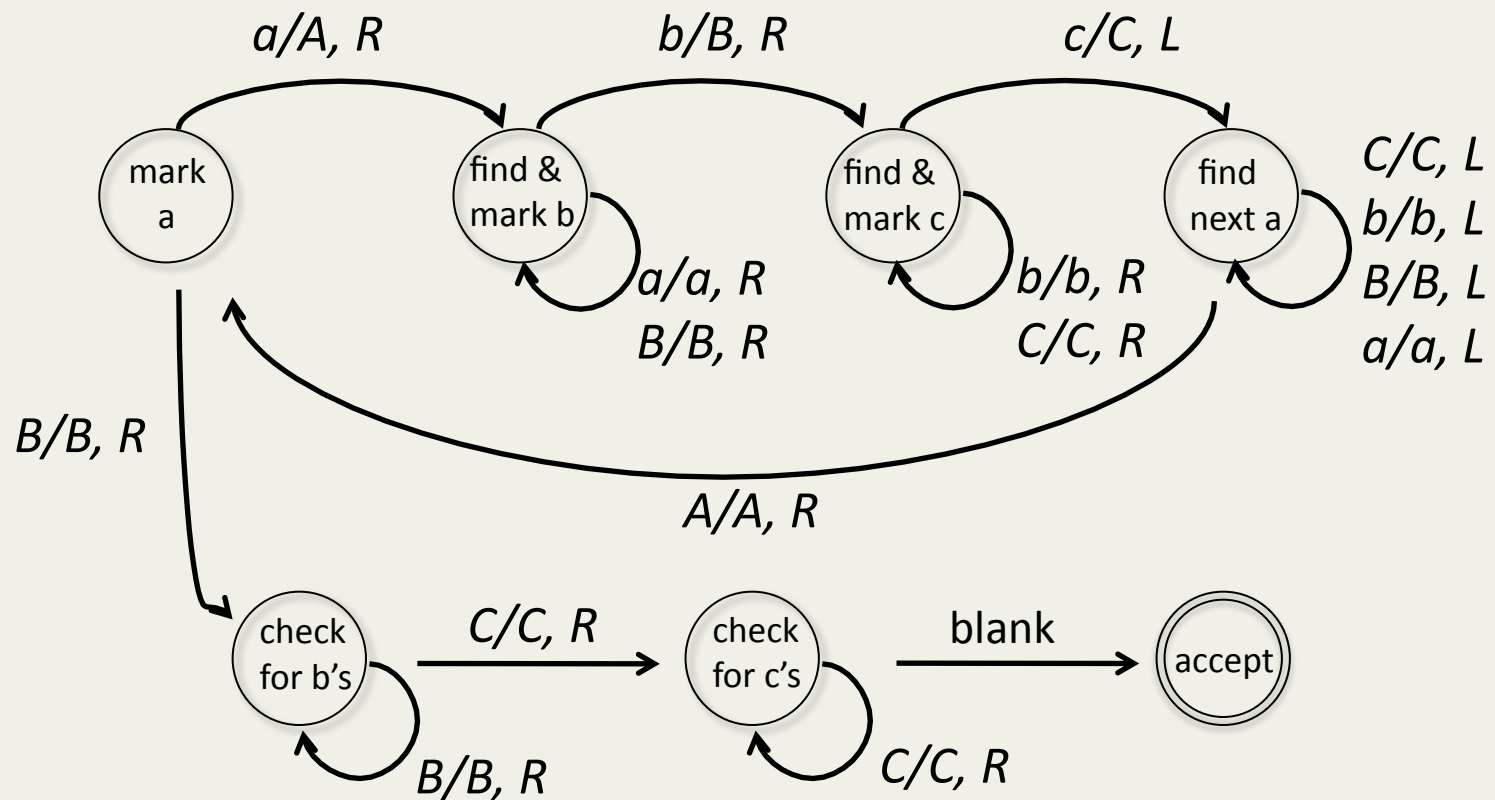 a/A, R
b/B, R
c/C, L
mark
a
find &
mark b
find &
mark c
find
next a
C/C, L
b/b, L
B/B, L
a/a, L
a/a, R
B/B, R
b/b, R
C/C, R
B/B, R
A/A, R
check
for b's
C/C, R
check
for c's
blank
accept
B/B, R
C/C, R